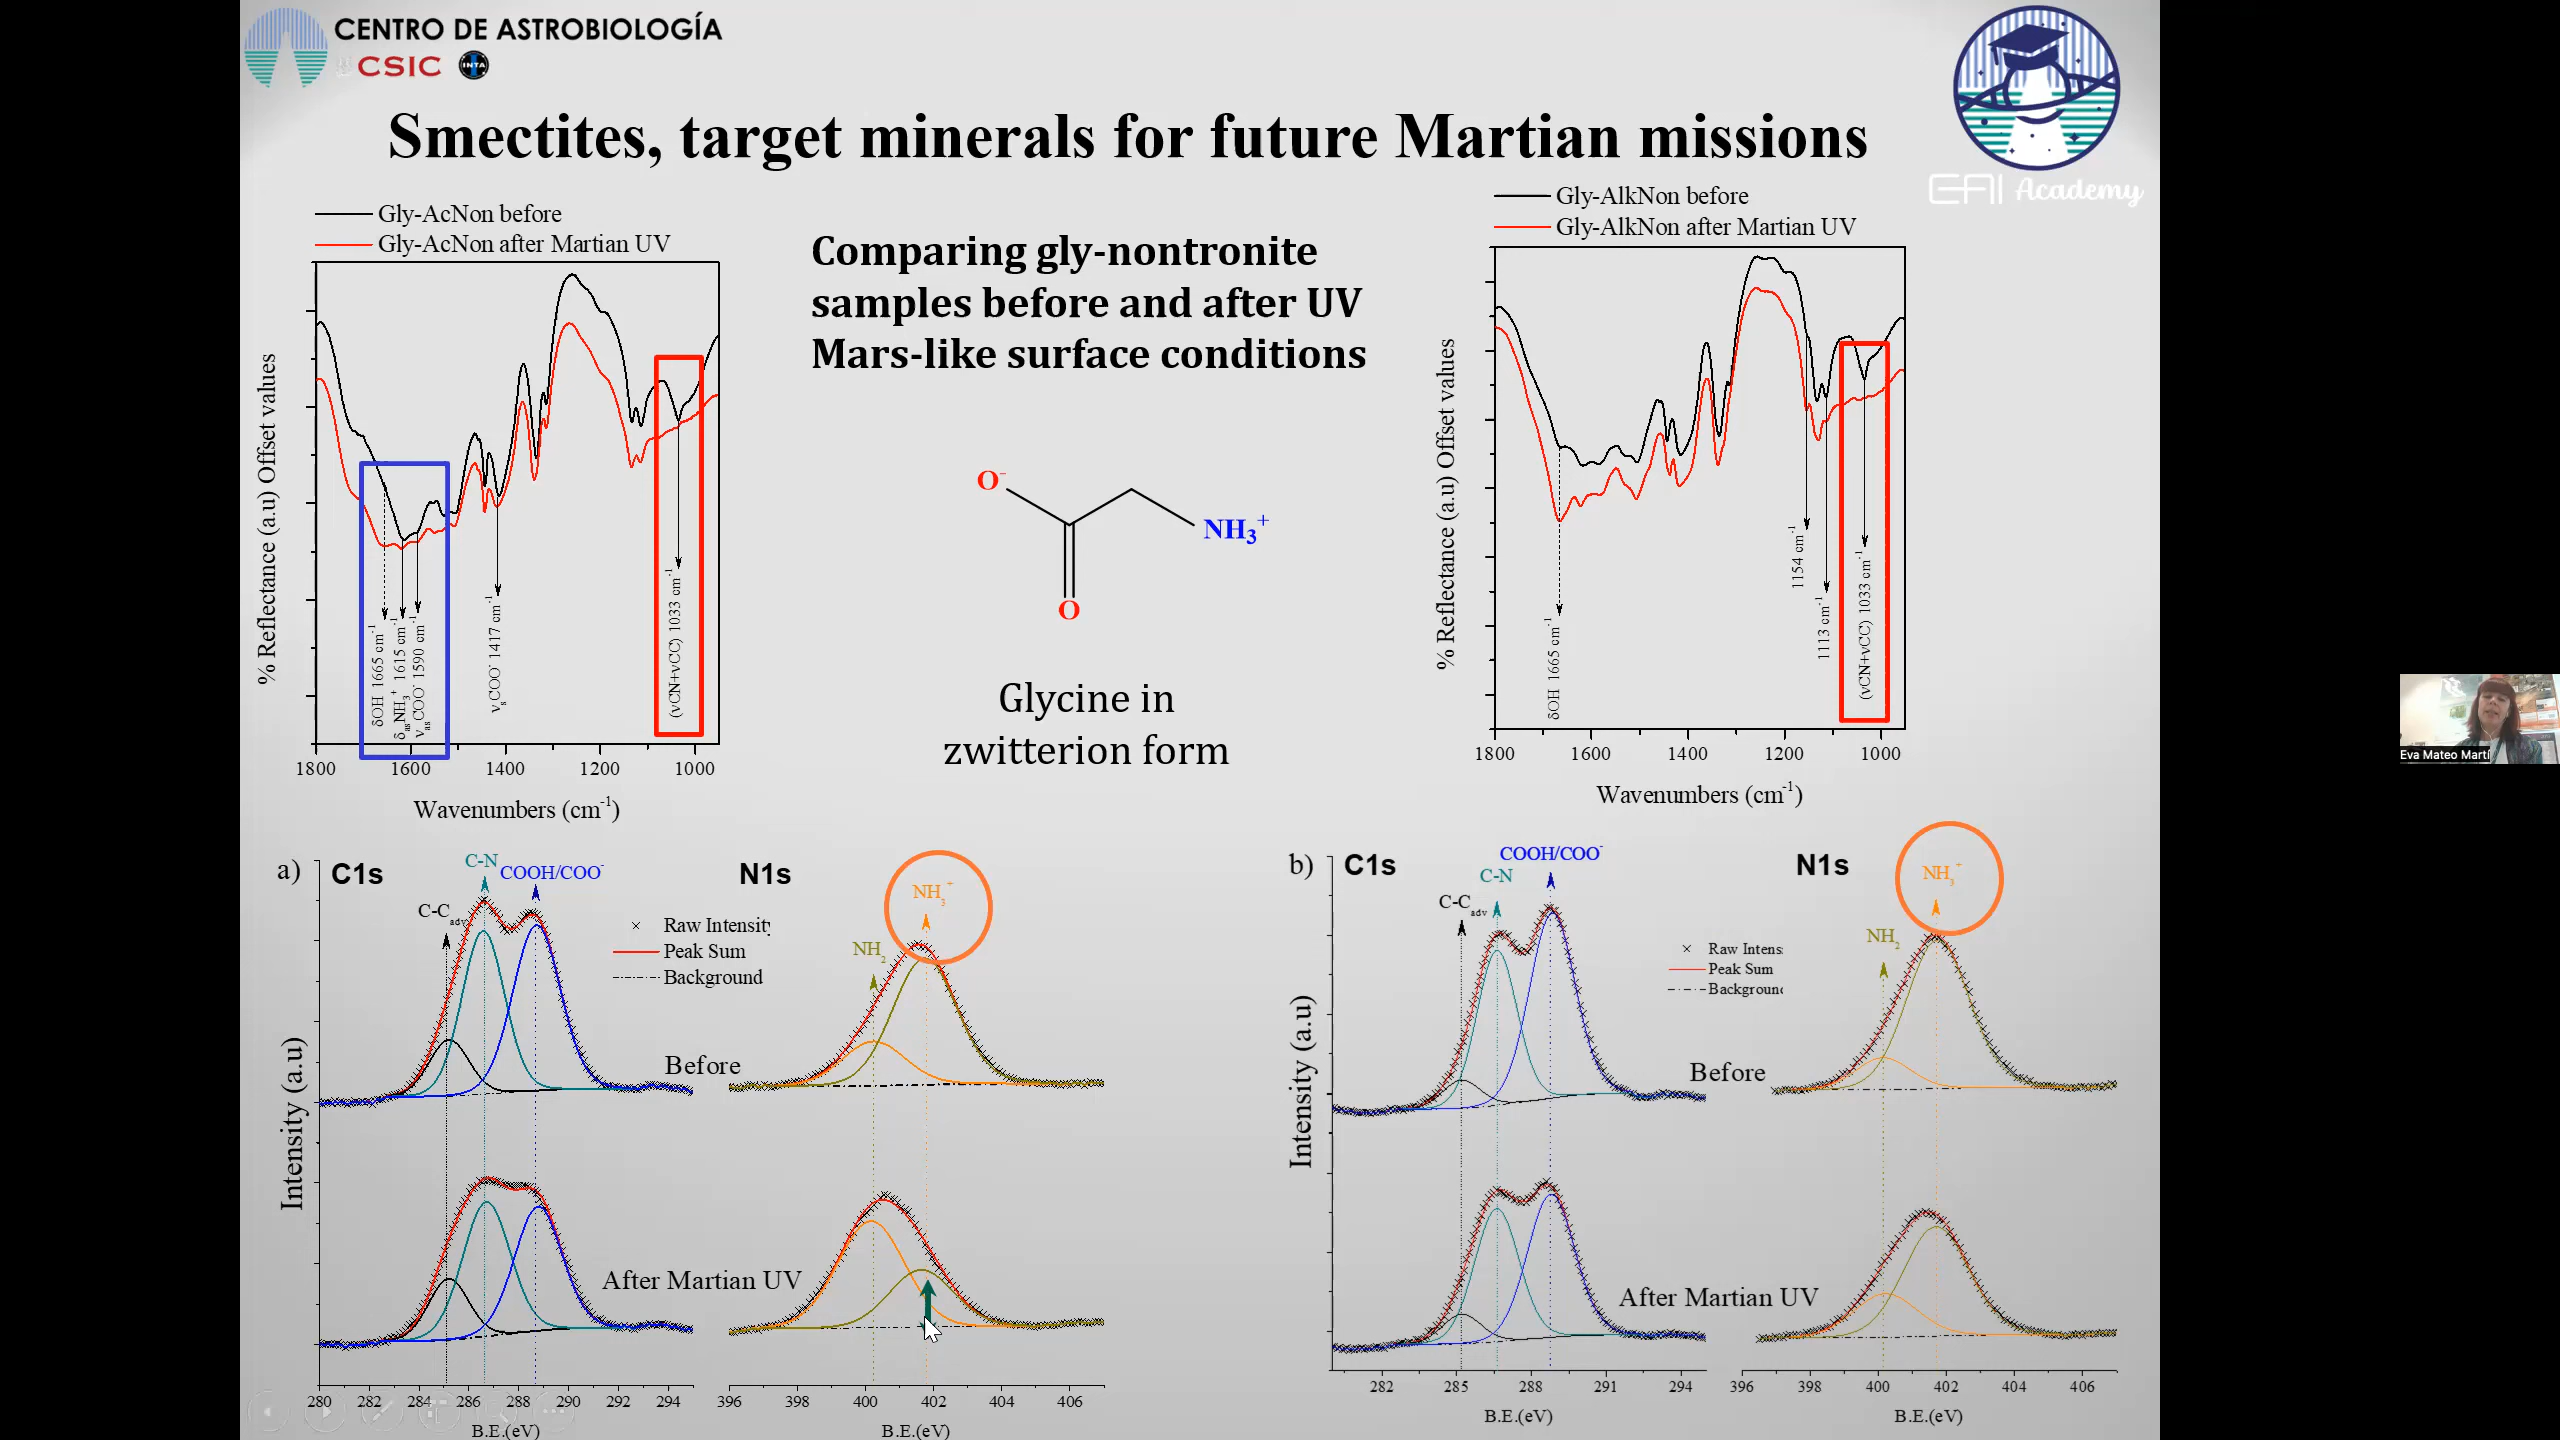 CENTRO DE ASTROBIOLOGÍA
CSIC INTA
EAI Academy
Smectites, target minerals for future Martian missions
Gly-AcNon before
Gly-AcNon after Martian UV
% Reflectance (a.u) Offset values
δOH 1665 cm⁻¹
δasNH₃⁺ 1615 cm⁻¹
νasCOO⁻ 1590 cm⁻¹
νsCOO⁻ 1417 cm⁻¹
(νCN+νCC) 1033 cm⁻¹
1800 1600 1400 1200 1000
Wavenumbers (cm⁻¹)
Comparing gly-nontronite
samples before and after UV
Mars-like surface conditions
O⁻
NH₃⁺
O
Glycine in
zwitterion form
Gly-AlkNon before
Gly-AlkNon after Martian UV
% Reflectance (a.u) Offset values
δOH 1665 cm⁻¹
1154 cm⁻¹
1113 cm⁻¹
(νCN+νCC) 1033 cm⁻¹
1800 1600 1400 1200 1000
Wavenumbers (cm⁻¹)
Eva Mateo Martí
a) C1s
C-Cadv
C-N
COOH/COO⁻
Raw Intensity
Peak Sum
Background
N1s
NH₂
NH₃⁺
Before
After Martian UV
Intensity (a.u)
280 282 284 286 288 290 292 294
B.E.(eV)
396 398 400 402 404 406
B.E.(eV)
b) C1s
C-Cadv
C-N
COOH/COO⁻
Raw Intens
Peak Sum
Background
N1s
NH₂
NH₃⁺
Before
After Martian UV
Intensity (a.u)
282 285 288 291 294
B.E.(eV)
396 398 400 402 404 406
B.E.(eV)